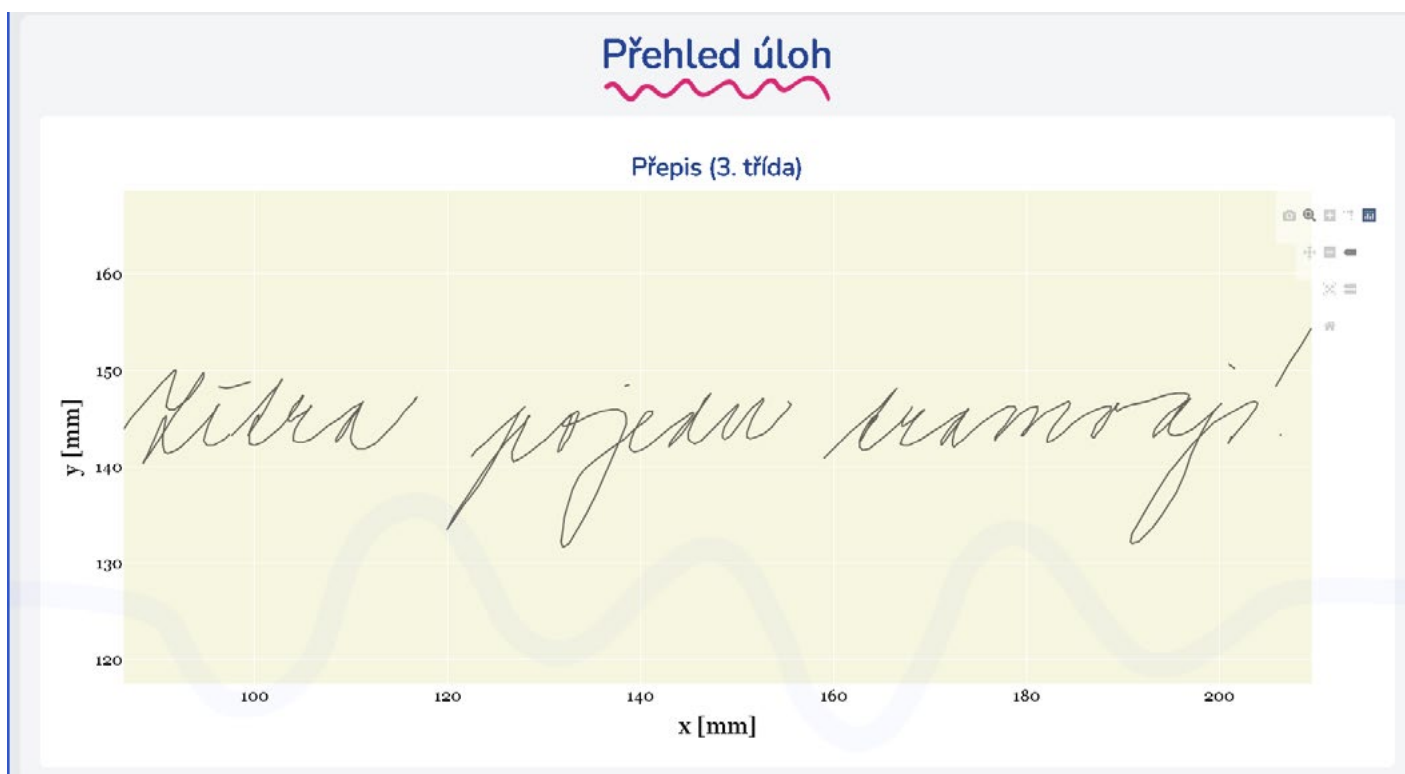 Přehled úloh
Přepis (3. třída)
160
150
Zítra pojedu tramvají!
y [mm]
140
130
120
100 120 140 160 180 200
x [mm]